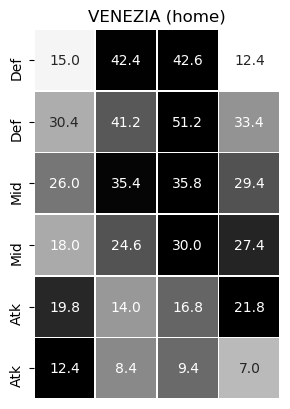 VENEZIA (home)
Def 15.0 42.4 42.6 12.4
Def 30.4 41.2 51.2 33.4
Mid 26.0 35.4 35.8 29.4
Mid 18.0 24.6 30.0 27.4
Atk 19.8 14.0 16.8 21.8
Atk 12.4 8.4 9.4 7.0